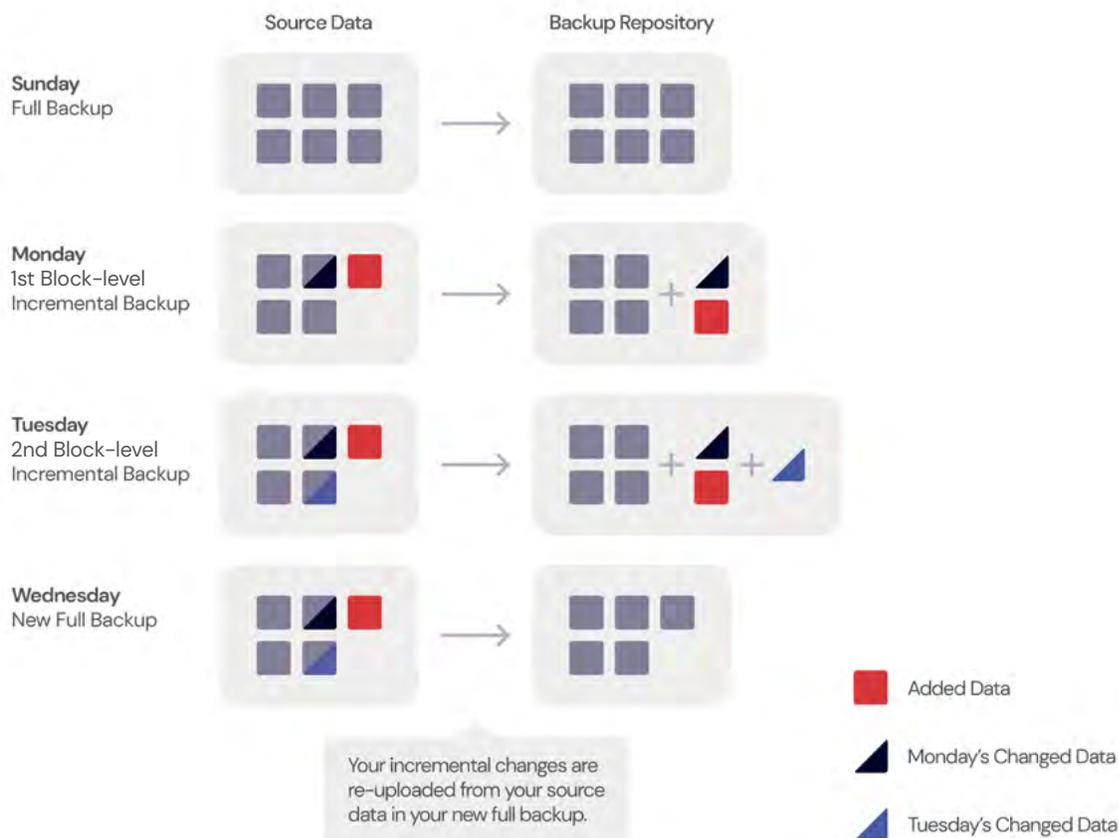 Source Data
Backup Repository
Sunday
Full Backup
Monday
1st Block-level
Incremental Backup
Tuesday
2nd Block-level
Incremental Backup
Wednesday
New Full Backup
Your incremental changes are
re-uploaded from your source
data in your new full backup.
Added Data
Monday's Changed Data
Tuesday's Changed Data